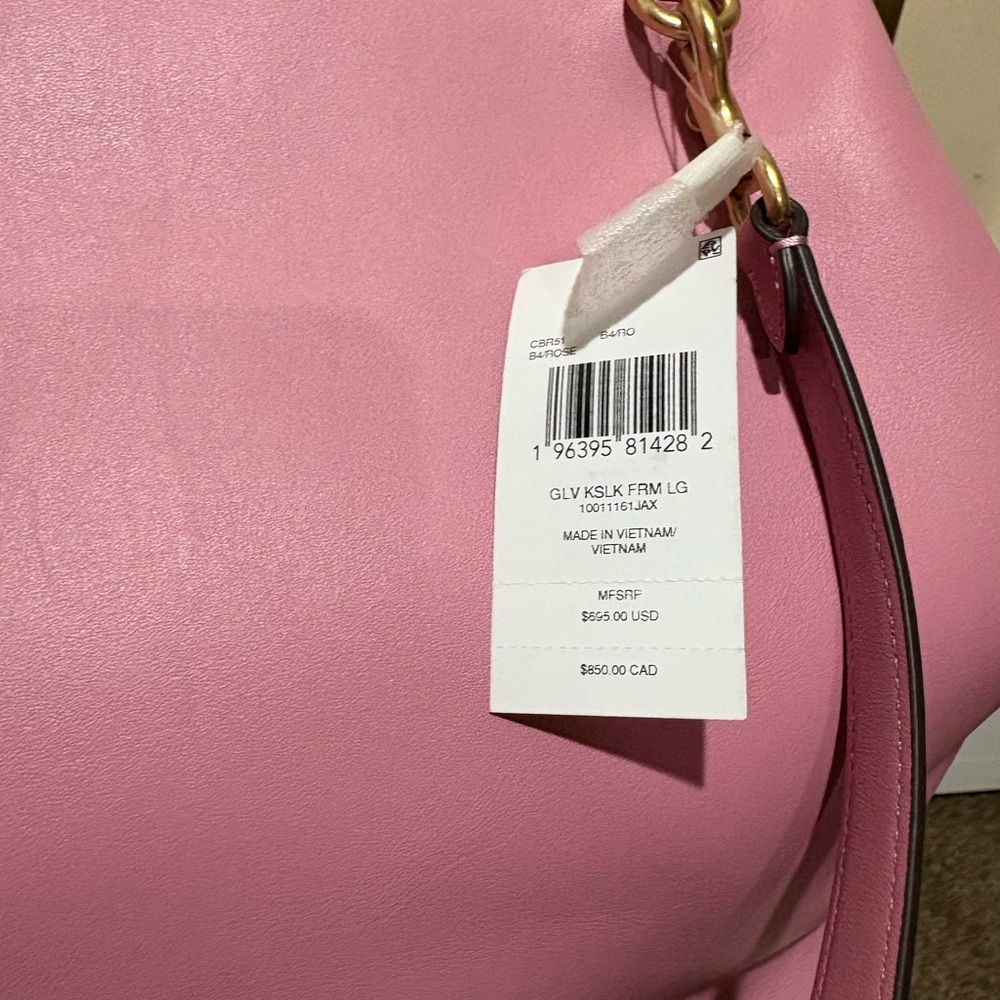 CBR51 B4/RO
B4/ROSE
1 96395 81428 2
GLV KSLK FRM LG
10011161JAX
MADE IN VIETNAM/
VIETNAM
MFSRP
$695.00 USD
$850.00 CAD